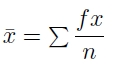 x̄ = ∑ fx/n